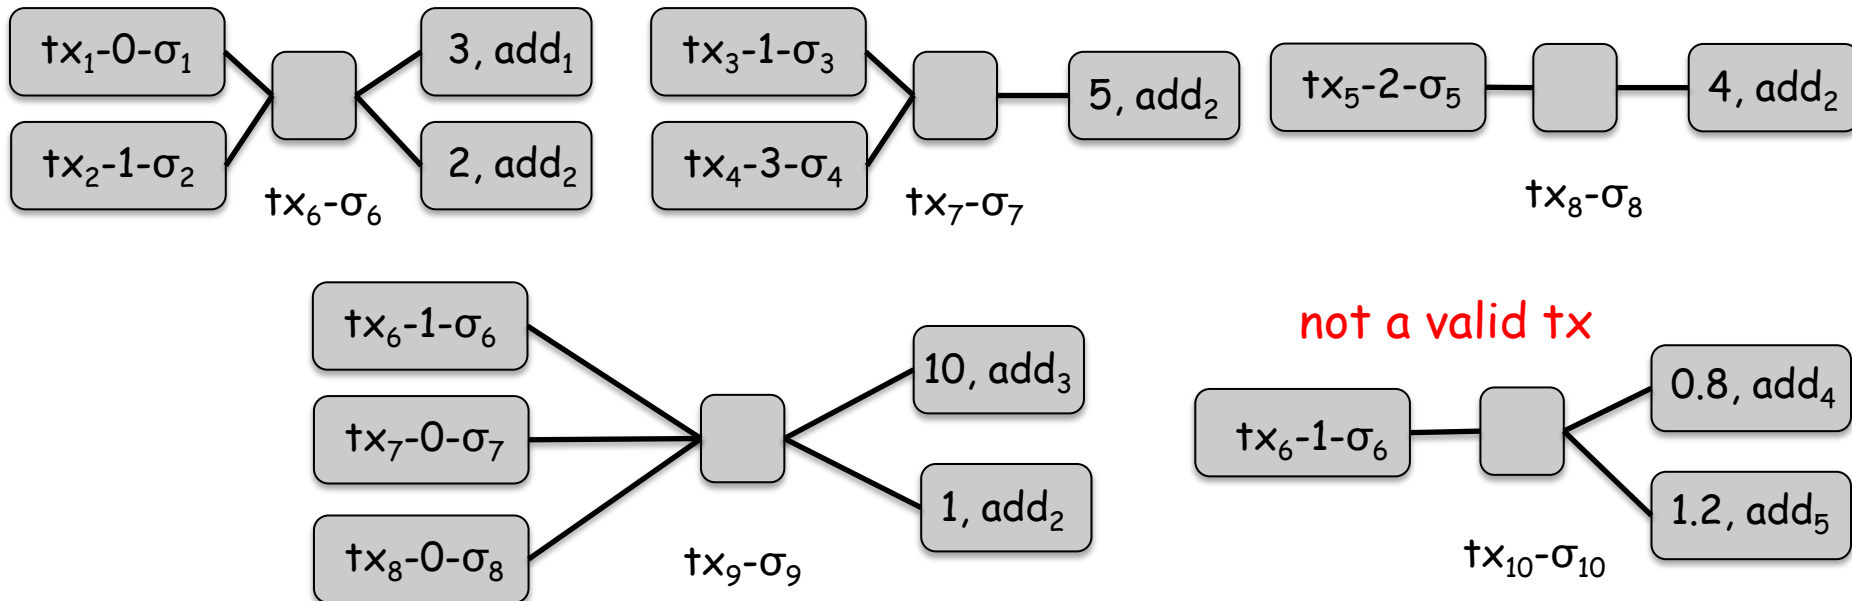 tx₁-0-σ₁
3, add₁
tx₂-1-σ₂
2, add₂
tx₆-σ₆
tx₃-1-σ₃
5, add₂
tx₄-3-σ₄
tx₇-σ₇
tx₅-2-σ₅
4, add₂
tx₈-σ₈
tx₆-1-σ₆
10, add₃
tx₇-0-σ₇
1, add₂
tx₈-0-σ₈
tx₉-σ₉
not a valid tx
0.8, add₄
tx₆-1-σ₆
1.2, add₅
tx₁₀-σ₁₀